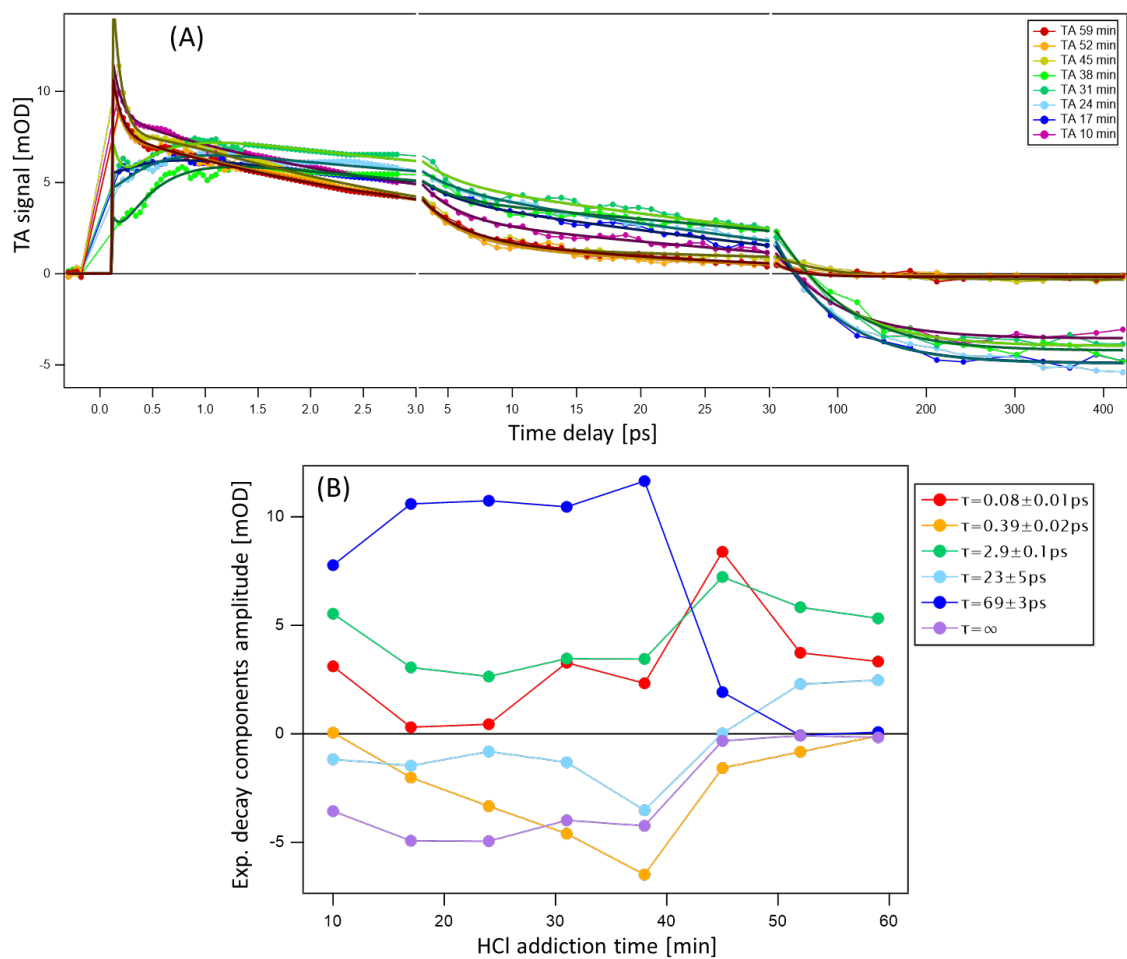 (A)
TA 59 min
TA 52 min
TA 45 min
TA 38 min
TA 31 min
TA 24 min
TA 17 min
TA 10 min
TA signal [mOD]
10
5
0
-5
0.0 0.5 1.0 1.5 2.0 2.5 3.0 5 10 15 20 25 30 100 200 300 400
Time delay [ps]
(B)
τ=0.08±0.01ps
τ=0.39±0.02ps
τ=2.9±0.1ps
τ=23±5ps
τ=69±3ps
τ=∞
Exp. decay components amplitude [mOD]
10
5
0
-5
10 20 30 40 50 60
HCl addiction time [min]